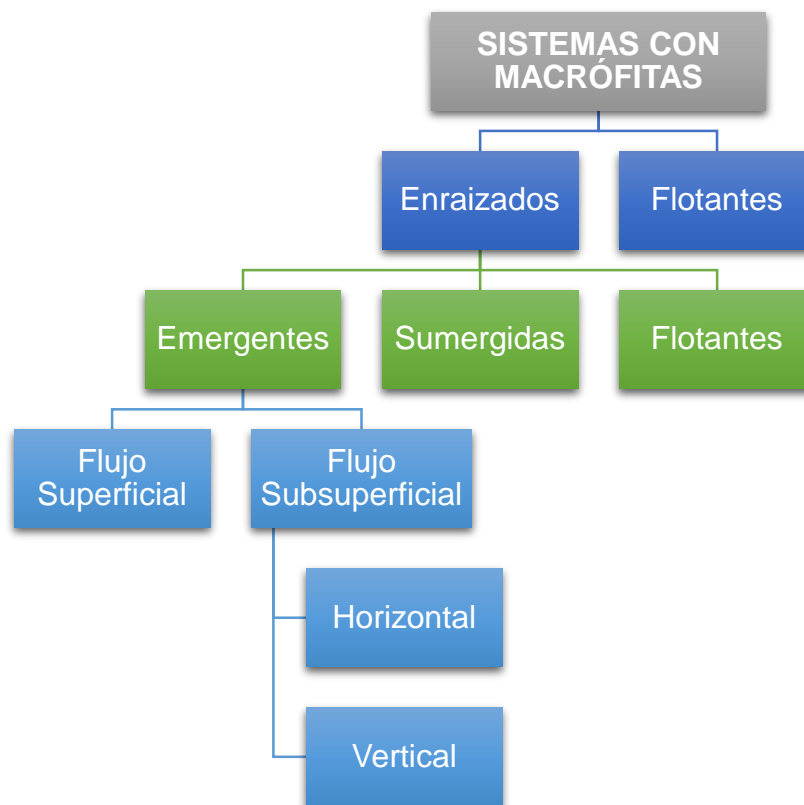 SISTEMAS CON
MACRÓFITAS
Enraizados
Flotantes
Emergentes
Sumergidas
Flotantes
Flujo
Superficial
Flujo
Subsuperficial
Horizontal
Vertical